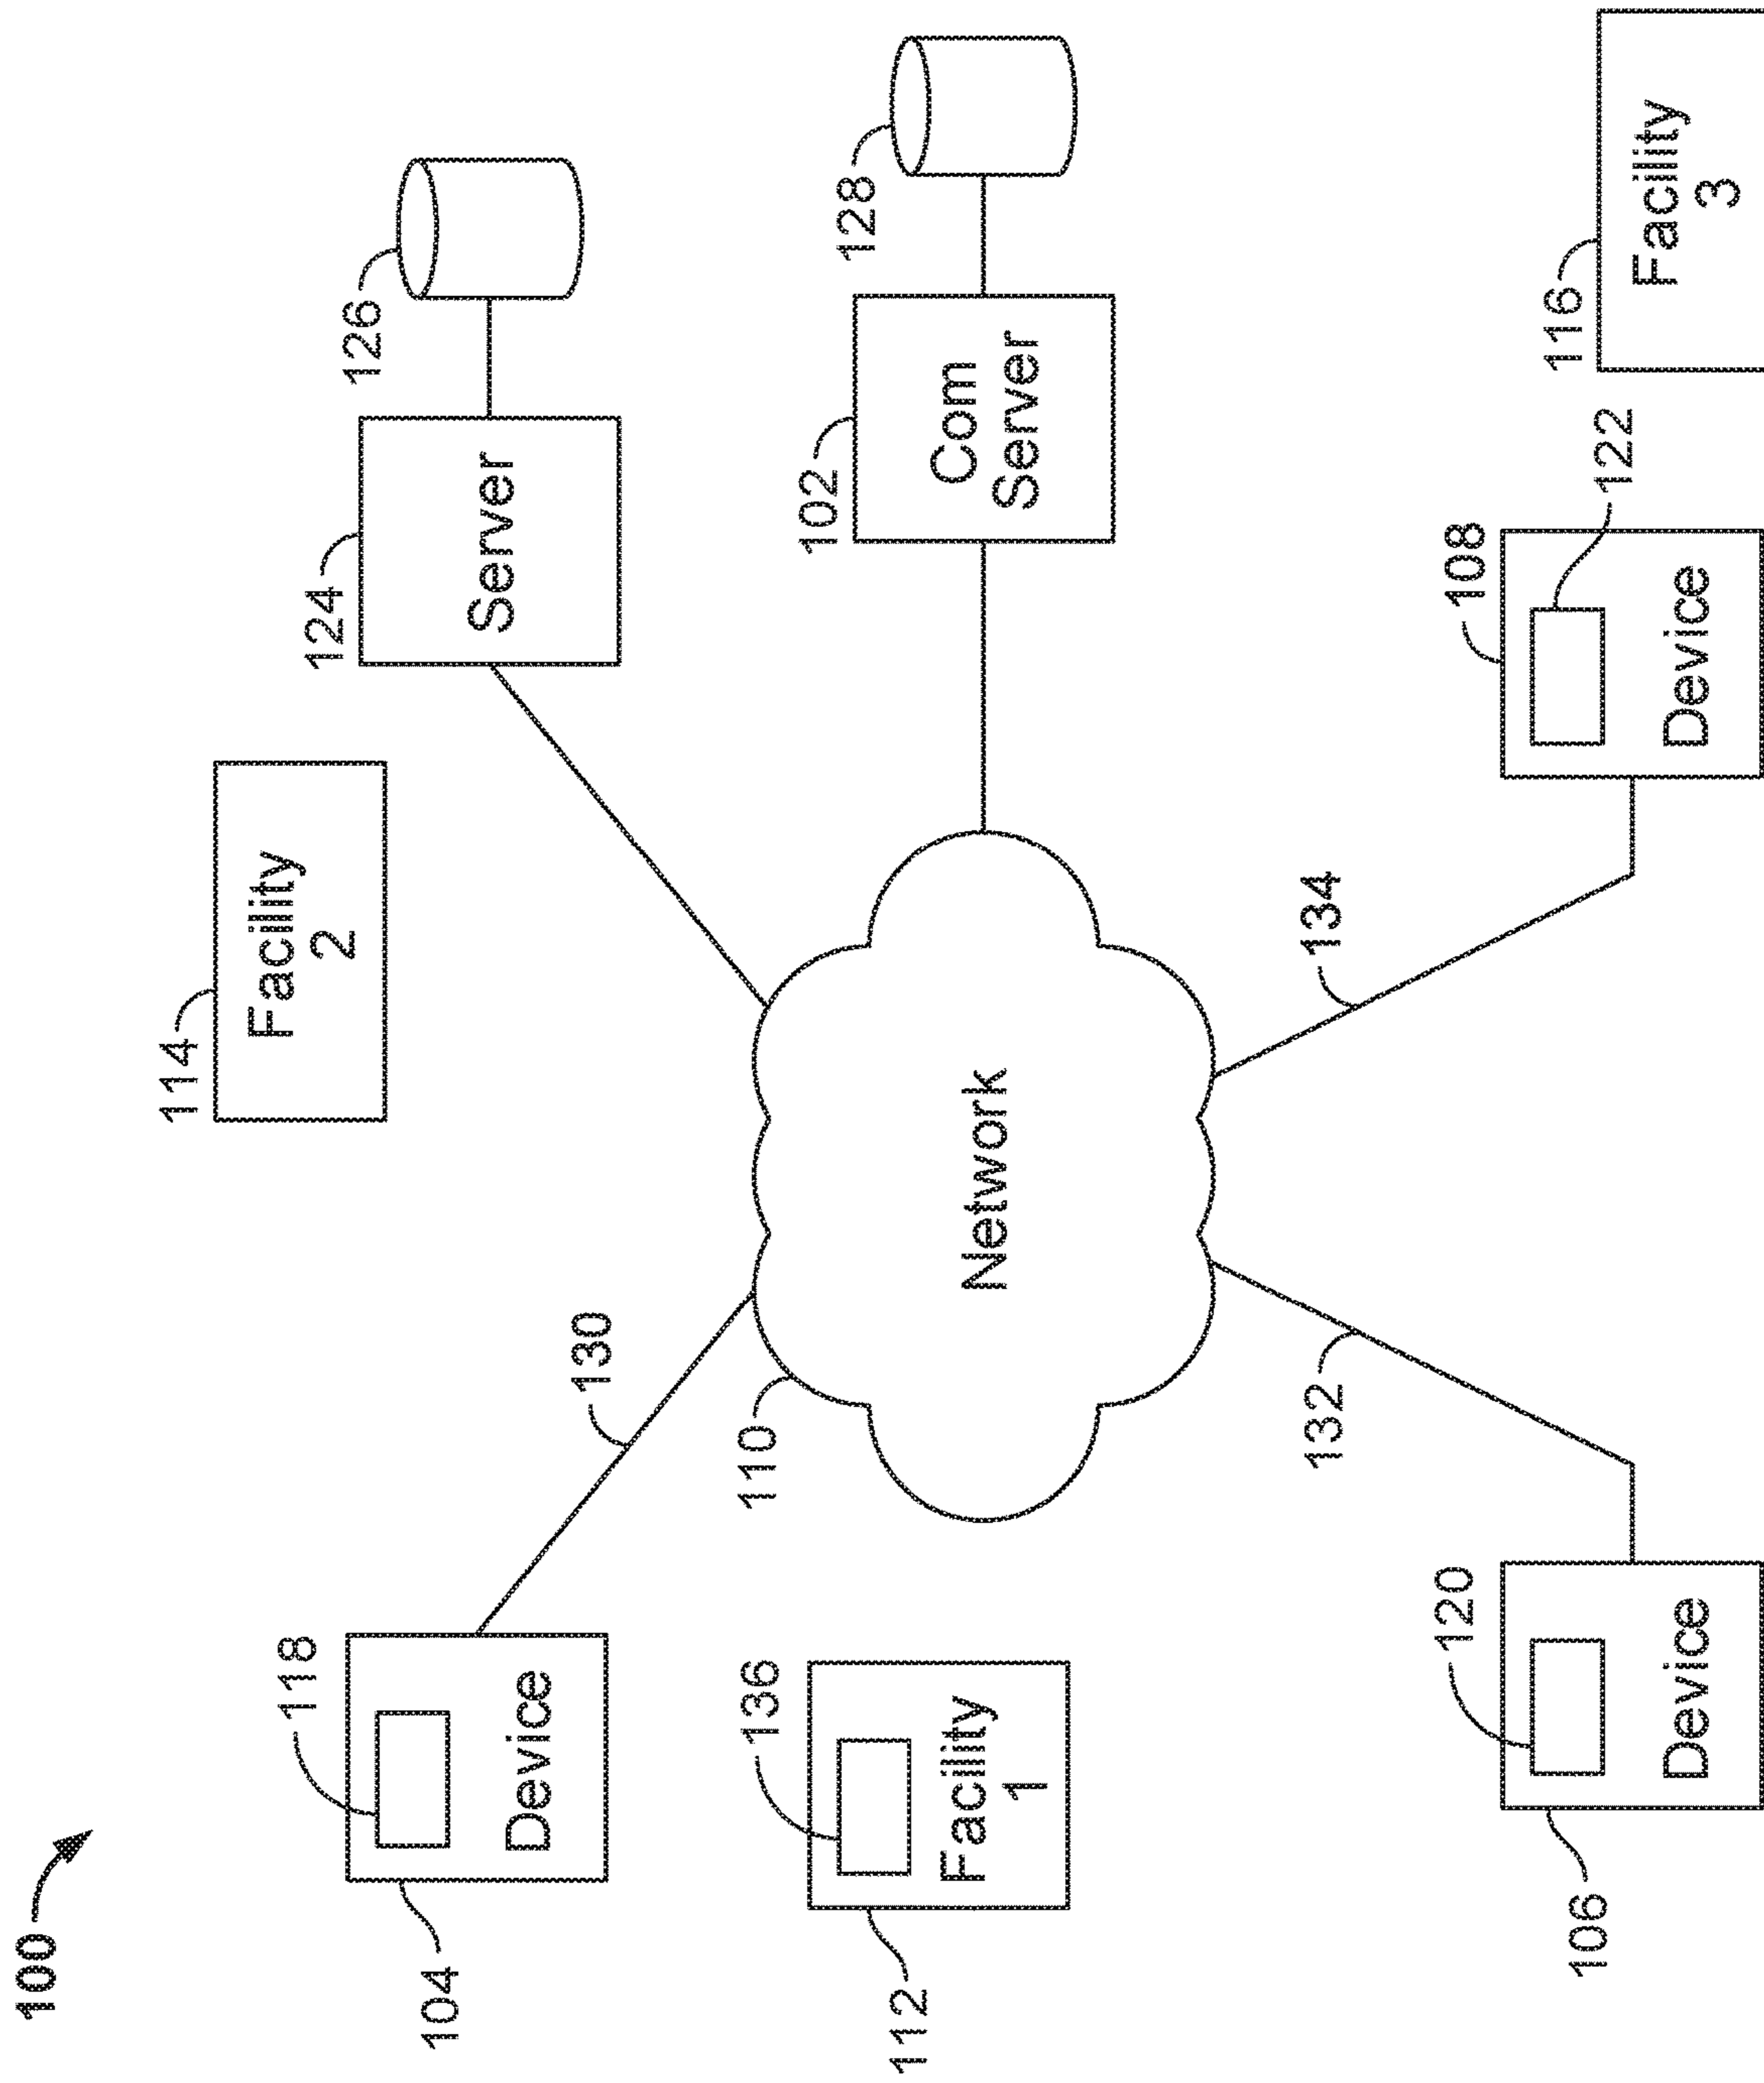 100
114
Facility
2
124
Server
126
118
104
Device
130
110
Network
102
Com
Server
128
136
112
Facility
1
132
134
120
106
Device
108
122
Device
116
Facility
3